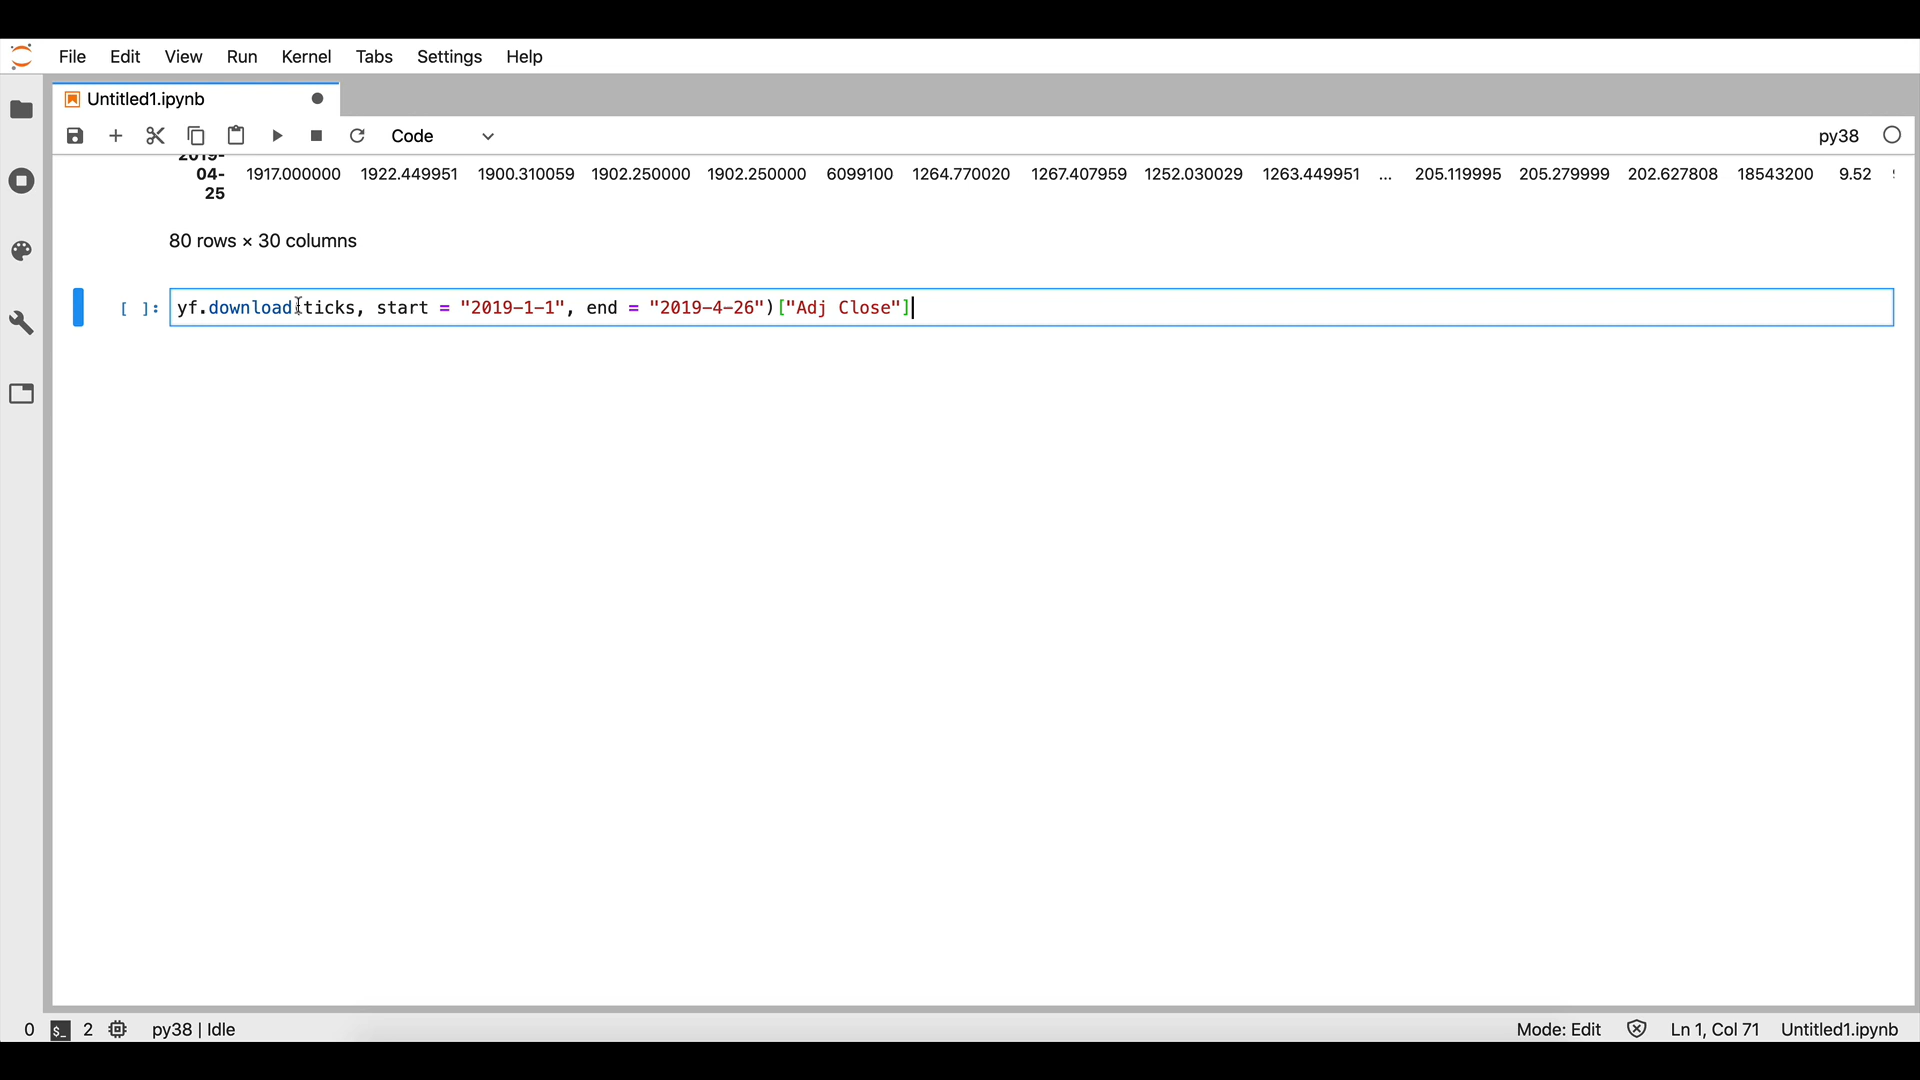 File Edit View Run Kernel Tabs Settings Help
Untitled1.ipynb
Code
py38
2019-
04- 1917.000000 1922.449951 1900.310059 1902.250000 1902.250000 6099100 1264.770020 1267.407959 1252.030029 1263.449951 ... 205.119995 205.279999 202.627808 18543200 9.52
25
80 rows × 30 columns
[ ]: yf.download(ticks, start = "2019-1-1", end = "2019-4-26")["Adj Close"]
0 $_ 2 py38 | Idle Mode: Edit Ln 1, Col 71 Untitled1.ipynb